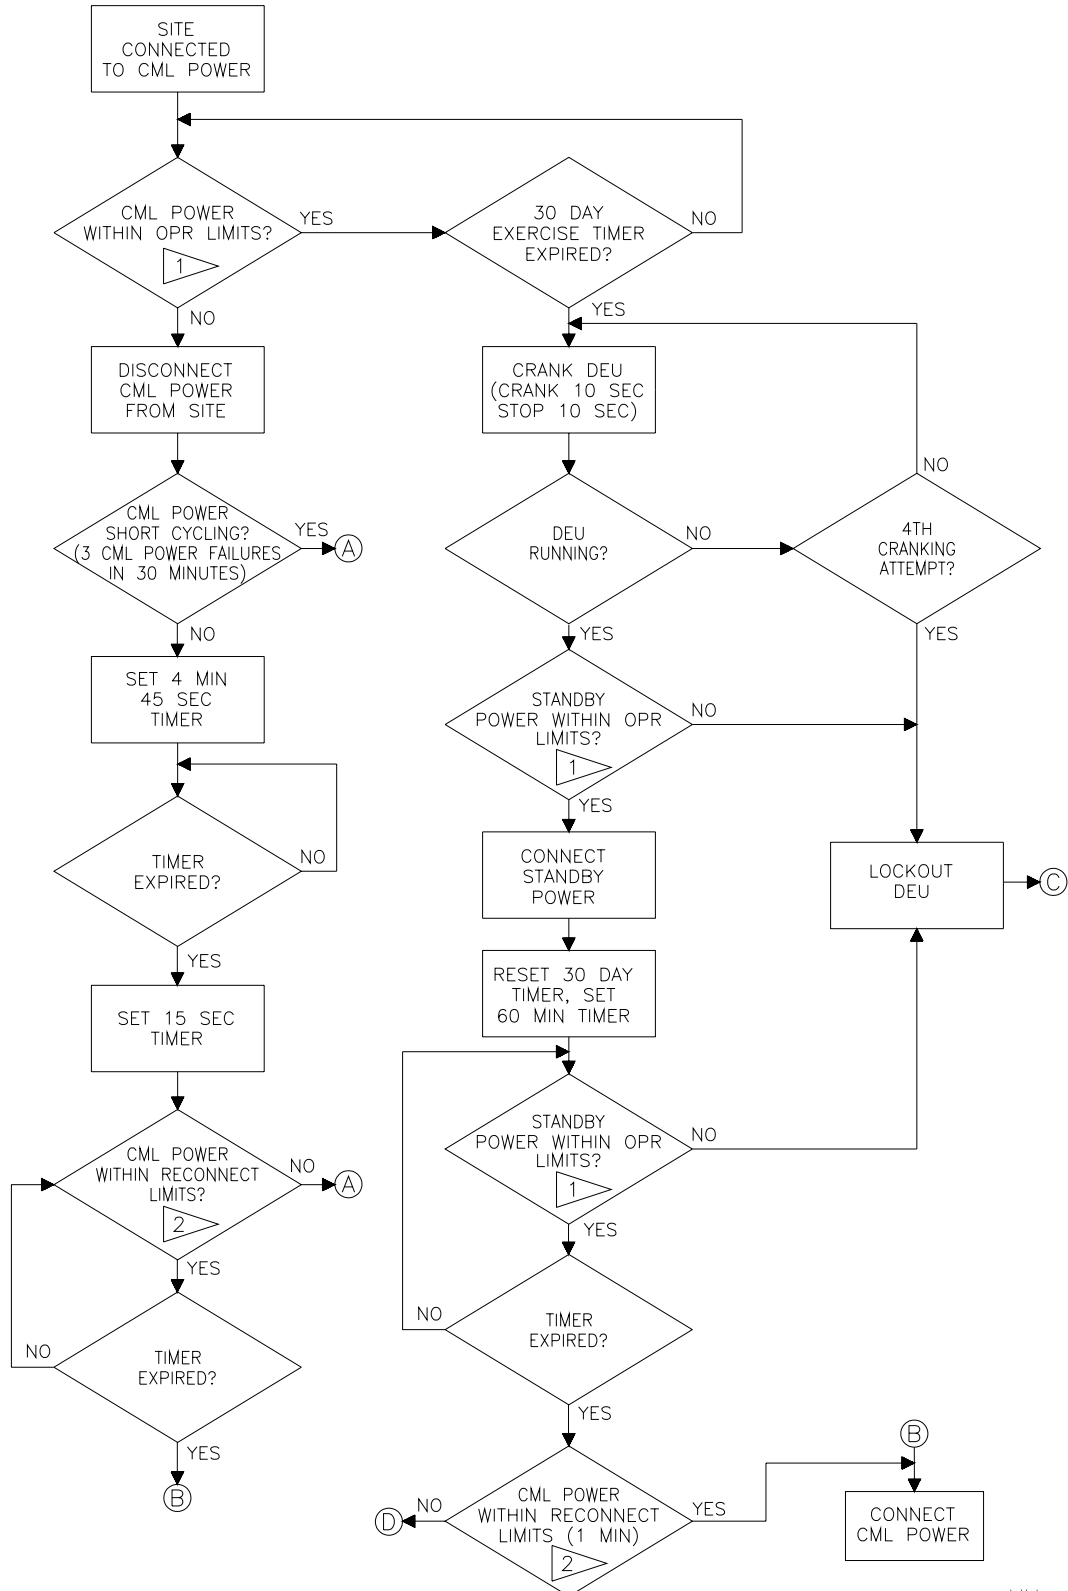 SITE
CONNECTED
TO CML POWER
CML POWER
WITHIN OPR LIMITS?
1
YES
NO
30 DAY
EXERCISE TIMER
EXPIRED?
NO
YES
DISCONNECT
CML POWER
FROM SITE
CRANK DEU
(CRANK 10 SEC
STOP 10 SEC)
CML POWER
SHORT CYCLING?
(3 CML POWER FAILURES
IN 30 MINUTES)
YES
A
NO
DEU
RUNNING?
NO
YES
4TH
CRANKING
ATTEMPT?
NO
YES
SET 4 MIN
45 SEC
TIMER
STANDBY
POWER WITHIN OPR
LIMITS?
1
NO
YES
TIMER
EXPIRED?
NO
YES
CONNECT
STANDBY
POWER
LOCKOUT
DEU
C
SET 15 SEC
TIMER
RESET 30 DAY
TIMER, SET
60 MIN TIMER
CML POWER
WITHIN RECONNECT
LIMITS?
2
NO
A
YES
STANDBY
POWER WITHIN OPR
LIMITS?
1
NO
YES
TIMER
EXPIRED?
NO
YES
B
TIMER
EXPIRED?
NO
YES
CML POWER
WITHIN RECONNECT
LIMITS (1 MIN)
2
NO
D
YES
B
CONNECT
CML POWER